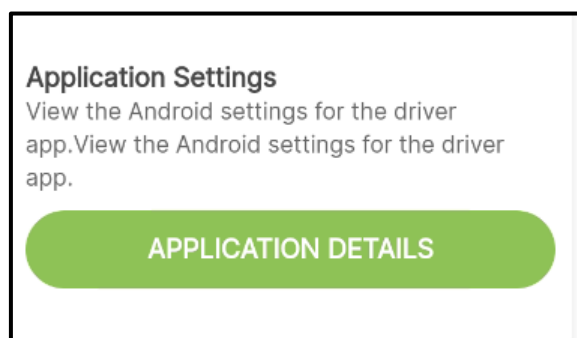 Application Settings
View the Android settings for the driver
app.View the Android settings for the driver
app.
APPLICATION DETAILS